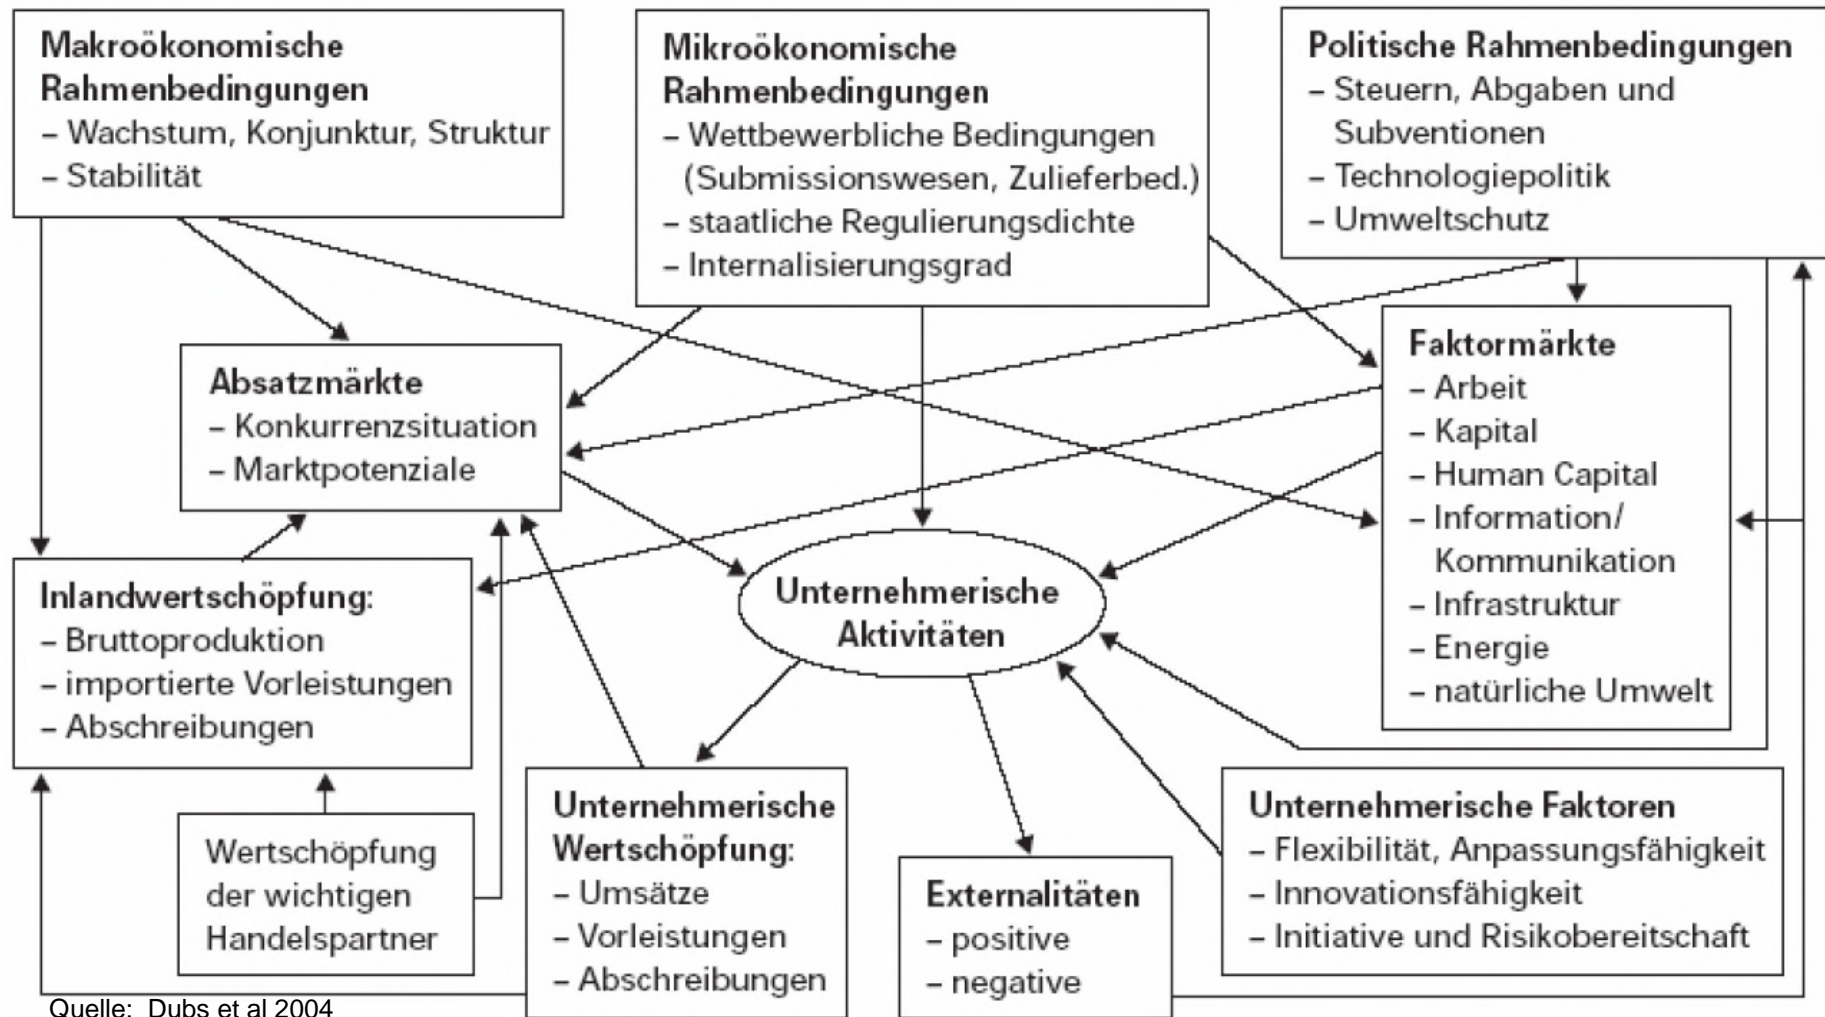 Makroökonomische
Rahmenbedingungen
– Wachstum, Konjunktur, Struktur
– Stabilität
Mikroökonomische
Rahmenbedingungen
– Wettbewerbliche Bedingungen
(Submissionswesen, Zulieferbed.)
– staatliche Regulierungsdichte
– Internalisierungsgrad
Politische Rahmenbedingungen
– Steuern, Abgaben und
Subventionen
– Technologiepolitik
– Umweltschutz
Absatzmärkte
– Konkurrenzsituation
– Marktpotenziale
Faktormärkte
– Arbeit
– Kapital
– Human Capital
– Information/
Kommunikation
– Infrastruktur
– Energie
– natürliche Umwelt
Inlandwertschöpfung:
– Bruttoproduktion
– importierte Vorleistungen
– Abschreibungen
Unternehmerische
Aktivitäten
Wertschöpfung
der wichtigen
Handelspartner
Unternehmerische
Wertschöpfung:
– Umsätze
– Vorleistungen
– Abschreibungen
Externalitäten
– positive
– negative
Unternehmerische Faktoren
– Flexibilität, Anpassungsfähigkeit
– Innovationsfähigkeit
– Initiative und Risikobereitschaft
Quelle: Dubs et al 2004